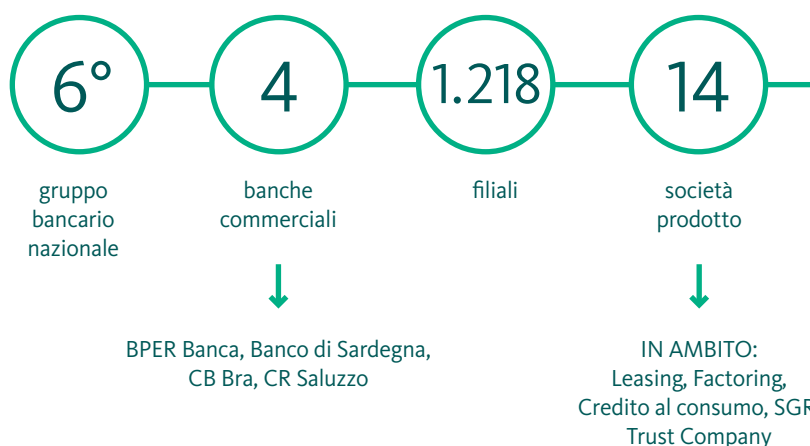 6°
gruppo
bancario
nazionale
4
banche
commerciali
BPER Banca, Banco di Sardegna,
CB Bra, CR Saluzzo
1.218
filiali
14
società
prodotto
IN AMBITO:
Leasing, Factoring,
Credito al consumo, SGR
Trust Company